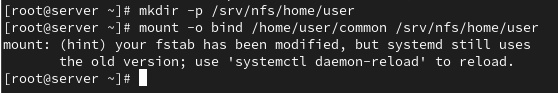 [root@server ~]# mkdir -p /srv/nfs/home/user
[root@server ~]# mount -o bind /home/user/common /srv/nfs/home/user
mount: (hint) your fstab has been modified, but systemd still uses
       the old version; use 'systemctl daemon-reload' to reload.
[root@server ~]#